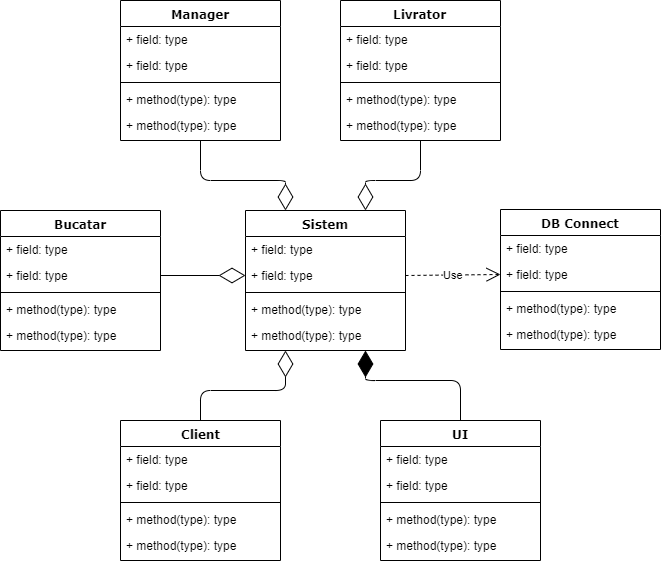 Manager
+ field: type
+ field: type
+ method(type): type
+ method(type): type
Livrator
+ field: type
+ field: type
+ method(type): type
+ method(type): type
Bucatar
+ field: type
+ field: type
+ method(type): type
+ method(type): type
Sistem
+ field: type
+ field: type
+ method(type): type
+ method(type): type
Use
DB Connect
+ field: type
+ field: type
+ method(type): type
+ method(type): type
Client
+ field: type
+ field: type
+ method(type): type
+ method(type): type
UI
+ field: type
+ field: type
+ method(type): type
+ method(type): type